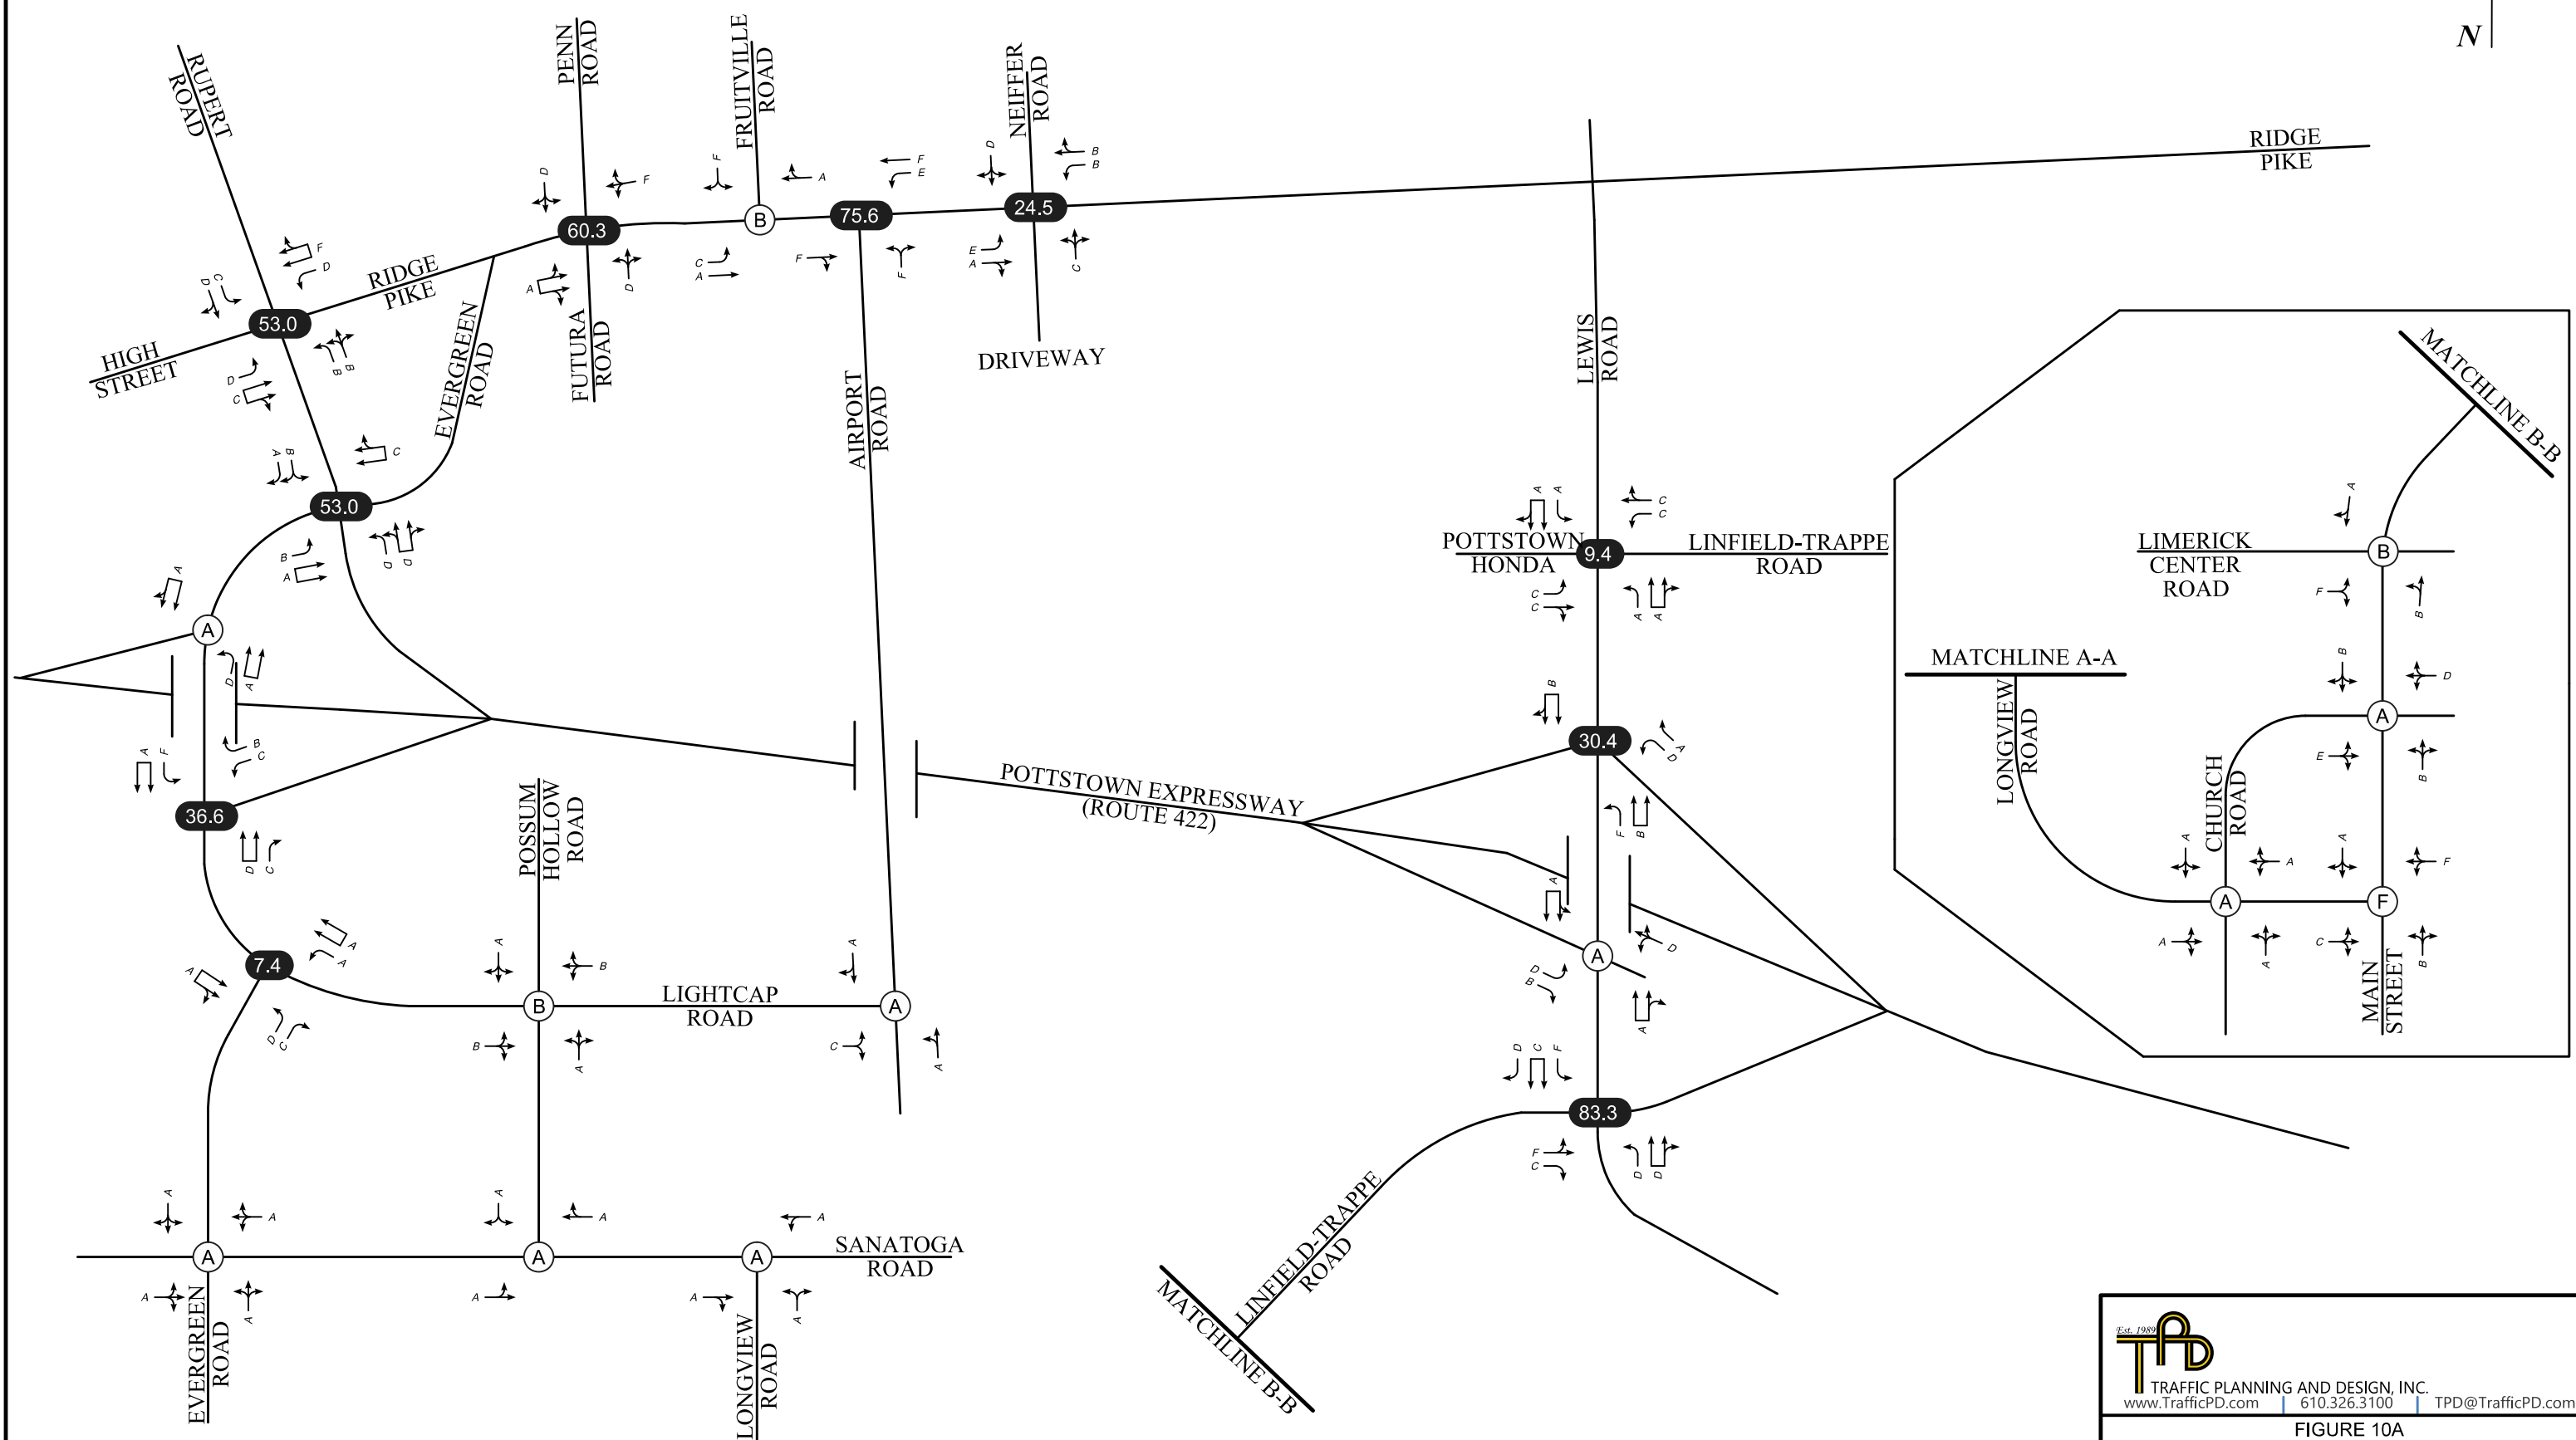 N
RUPERT
ROAD
PENN
ROAD
FRUITVILLE
ROAD
NEIFFER
ROAD
RIDGE
PIKE
D
F
F
A
F
E
D
B
B
60.3
B
75.6
24.5
A
D
C
A
F
F
E
A
C
F
D
C
D
RIDGE
PIKE
53.0
HIGH
STREET
D
C
B
B
EVERGREEN
ROAD
FUTURA
ROAD
AIRPORT
ROAD
DRIVEWAY
LEWIS
ROAD
A
B
C
53.0
B
A
D
D
A
A
D
A
A
F
B
C
36.6
D
C
A
A
C
C
POTTSTOWN
HONDA
9.4
LINFIELD-TRAPPE
ROAD
C
C
A
A
B
30.4
A
D
POTTSTOWN EXPRESSWAY
(ROUTE 422)
F
B
A
A
D
D
B
A
D
C
F
83.3
F
C
D
D
POSSUM
HOLLOW
ROAD
A
A
A
7.4
D
C
A
B
B
B
A
LIGHTCAP
ROAD
A
A
C
A
A
A
A
A
A
A
A
A
A
A
A
A
A
SANATOGA
ROAD
EVERGREEN
ROAD
LONGVIEW
ROAD
LINFIELD-TRAPPE
ROAD
MATCHLINE B-B
MATCHLINE B-B
A
LIMERICK
CENTER
ROAD
B
F
B
MATCHLINE A-A
LONGVIEW
ROAD
B
D
A
E
B
CHURCH
ROAD
A
A
A
A
A
A
F
F
C
B
MAIN
STREET
Est. 1989
TPD
TRAFFIC PLANNING AND DESIGN, INC.
www.TrafficPD.com | 610.326.3100 | TPD@TrafficPD.com
FIGURE 10A